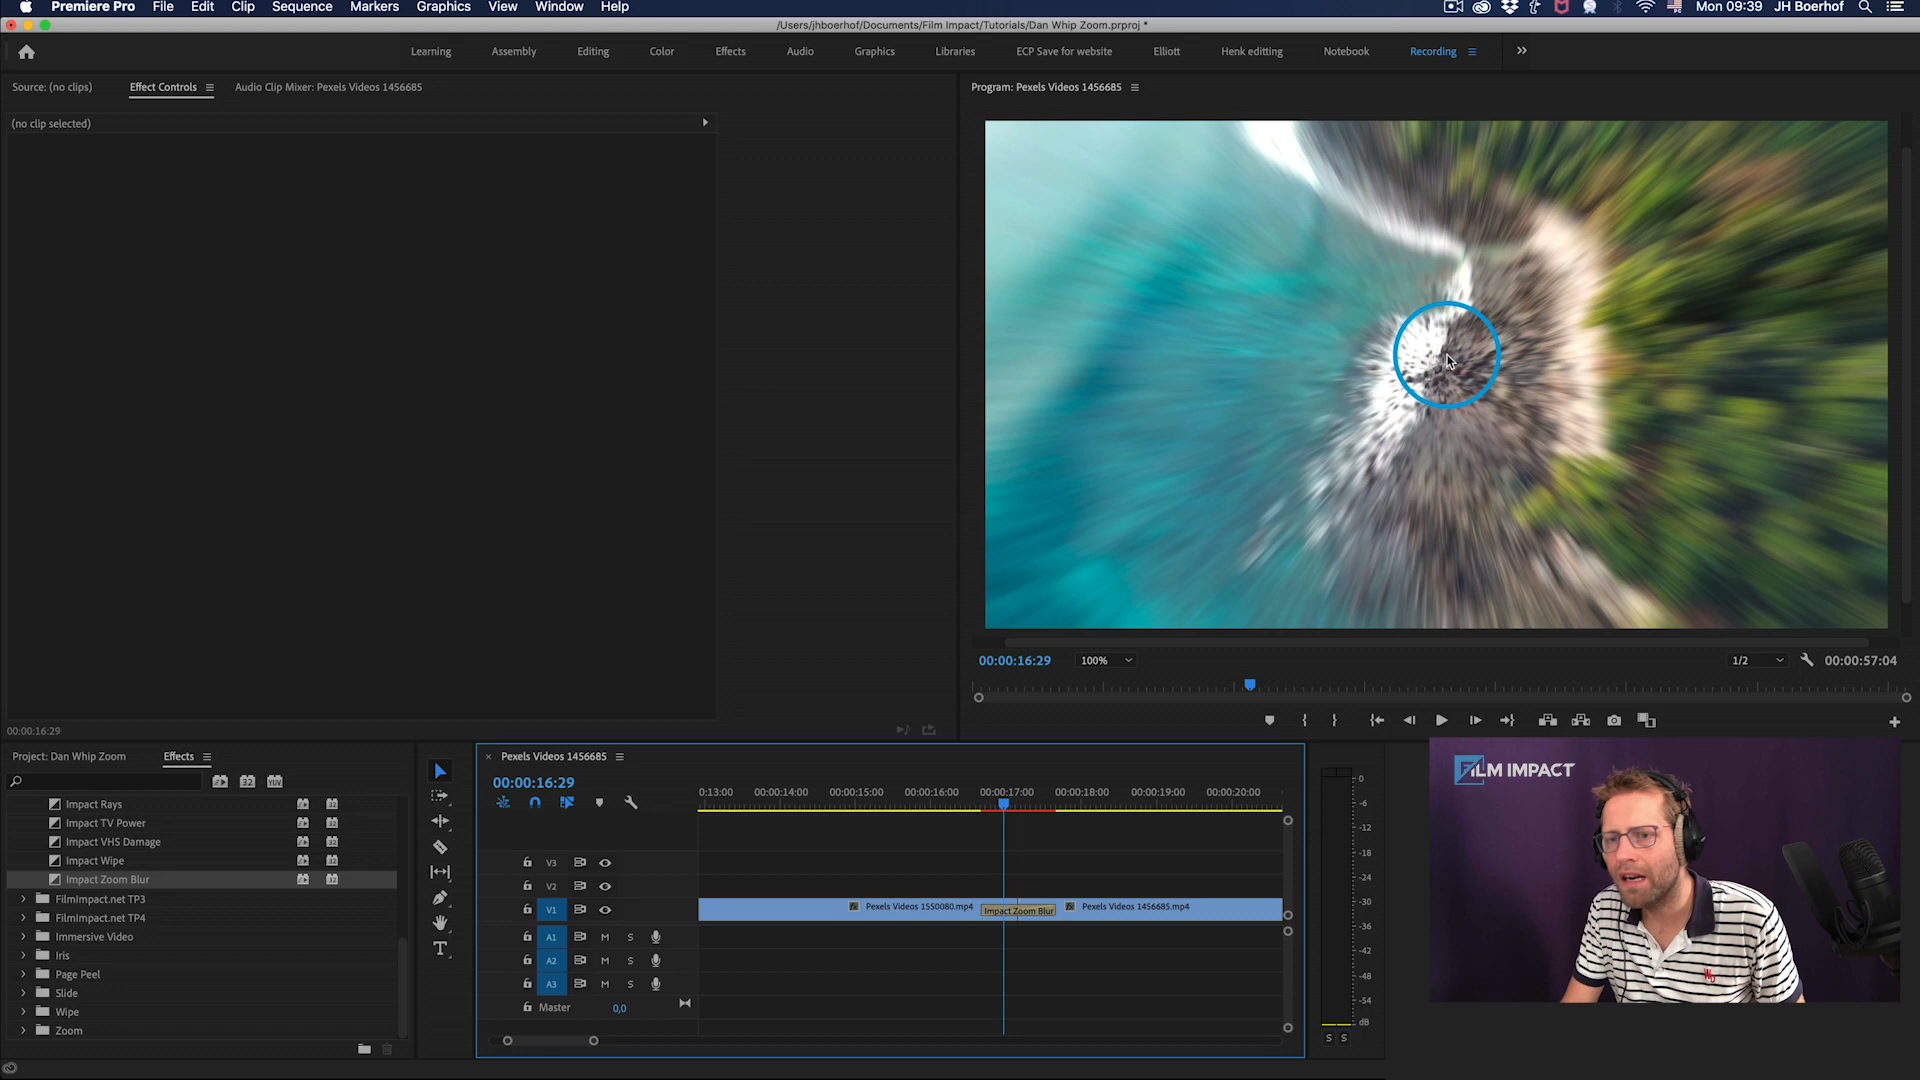 Premiere Pro File Edit Clip Sequence Markers Graphics View Window Help Mon 09:39 JH Boerhof
/Users/jhboerhof/Documents/Film Impact/Tutorials/Dan Whip Zoom.prproj *
Learning Assembly Editing Color Effects Audio Graphics Libraries ECP Save for website Elliott Henk editting Notebook Recording
Source: (no clips) Effect Controls Audio Clip Mixer: Pexels Videos 1456685 Program: Pexels Videos 1456685
(no clip selected)
00:00:16:29 100% 1/2 00:00:57:04
00:00:16:29
Project: Dan Whip Zoom Effects
Impact Rays
Impact TV Power
Impact VHS Damage
Impact Wipe
Impact Zoom Blur
FilmImpact.net TP3
FilmImpact.net TP4
Immersive Video
Iris
Page Peel
Slide
Wipe
Zoom
T
Pexels Videos 1456685
00:00:16:29
0:13:00 00:00:14:00 00:00:15:00 00:00:16:00 00:00:17:00 00:00:18:00 00:00:19:00 00:00:20:00
V3
V2
V1 Pexels Videos 1550080.mp4 Impact Zoom Blur Pexels Videos 1456685.mp4
A1 M S
A2 M S
A3 M S
Master 0,0
0
-6
-12
-18
-24
-30
-36
-42
-48
-54
dB
S S
FILM IMPACT